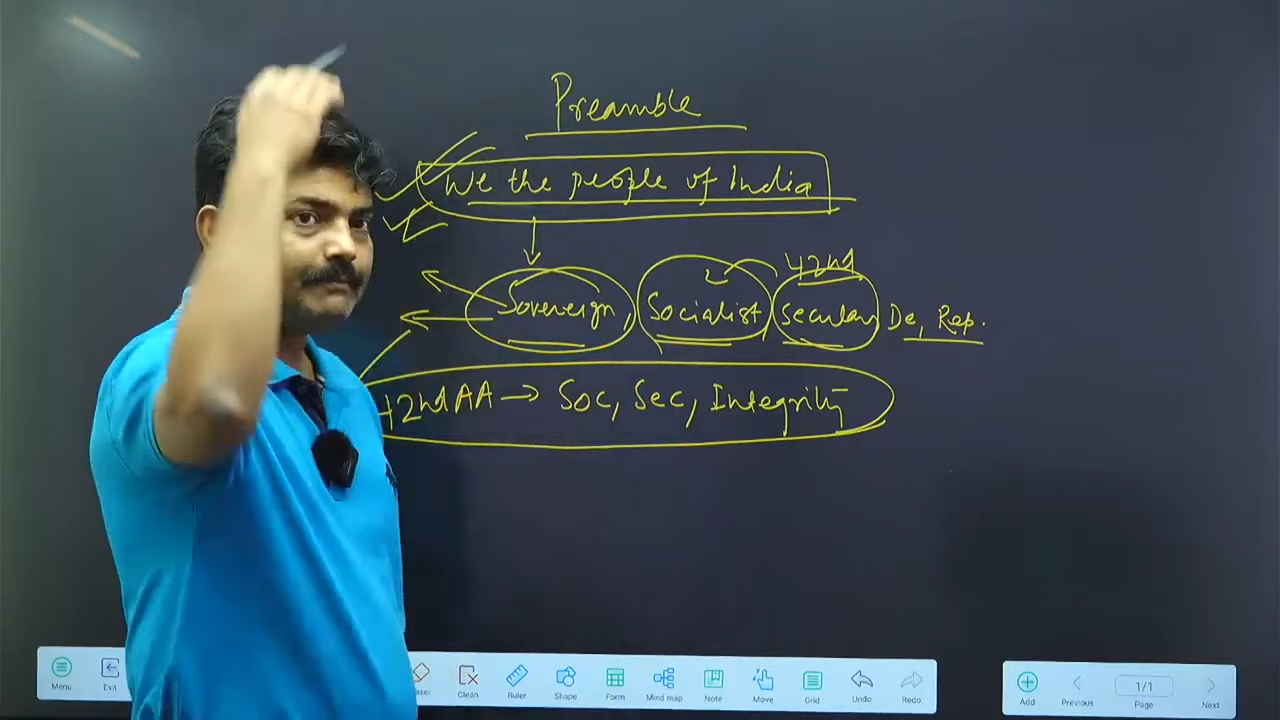 Preamble
We the people of India
42nd
Sovereign, Socialist Secular De, Rep.
42nd AA → Soc, Sec, Integrity
Menu Exit Clean Ruler Shape Form Mind map Note Move Grid Undo Redo Add Previous 1/1 Page Next